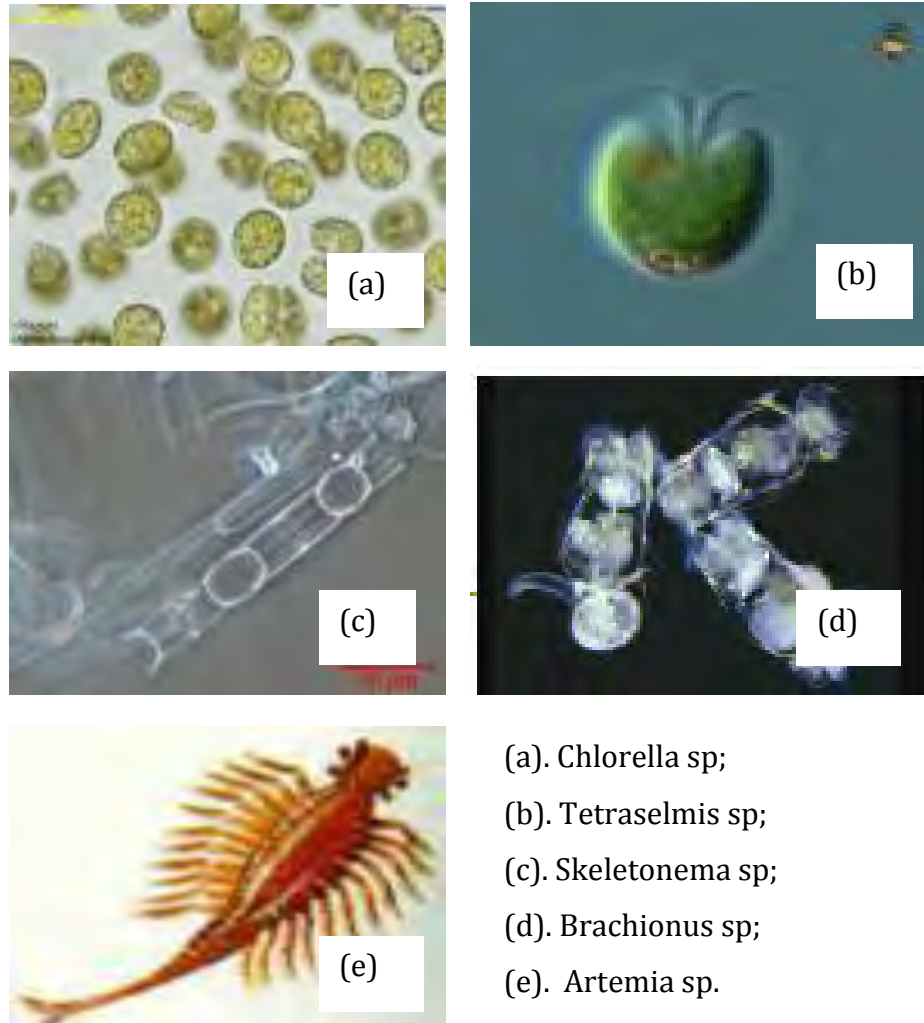 (a)
(b)
(c)
(d)
(e)
(a). Chlorella sp;
(b). Tetraselmis sp;
(c). Skeletonema sp;
(d). Brachionus sp;
(e). Artemia sp.